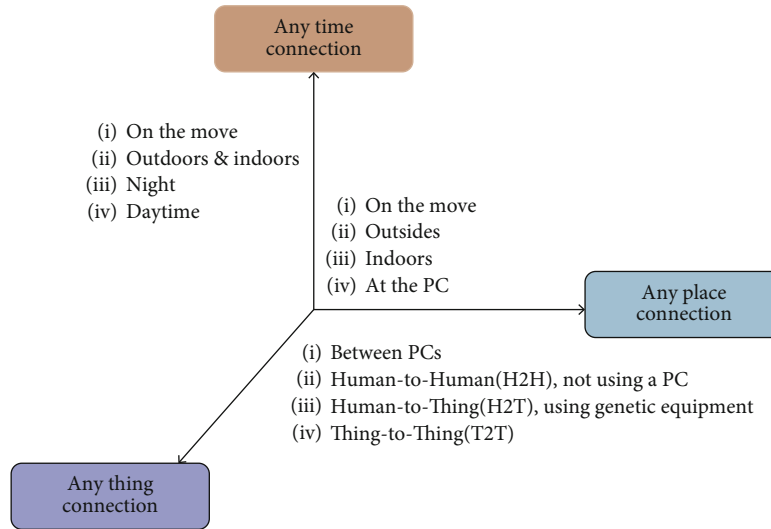 Any time
connection
(i) On the move
(ii) Outdoors & indoors
(iii) Night
(iv) Daytime
(i) On the move
(ii) Outsides
(iii) Indoors
(iv) At the PC
Any place
connection
(i) Between PCs
(ii) Human-to-Human(H2H), not using a PC
(iii) Human-to-Thing(H2T), using genetic equipment
(iv) Thing-to-Thing(T2T)
Any thing
connection